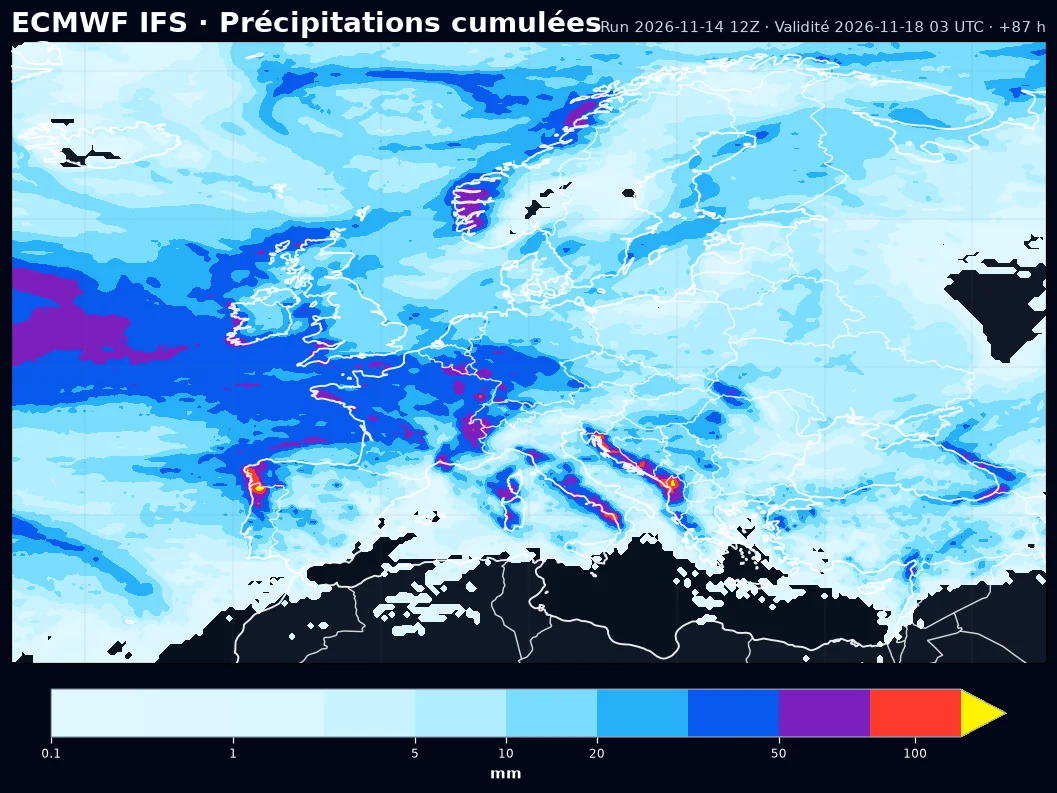 ECMWF IFS · Précipitations cumulées
Run 2026-11-14 12Z · Validité 2026-11-18 03 UTC · +87 h
0.1 1 5 10 20 50 100
mm